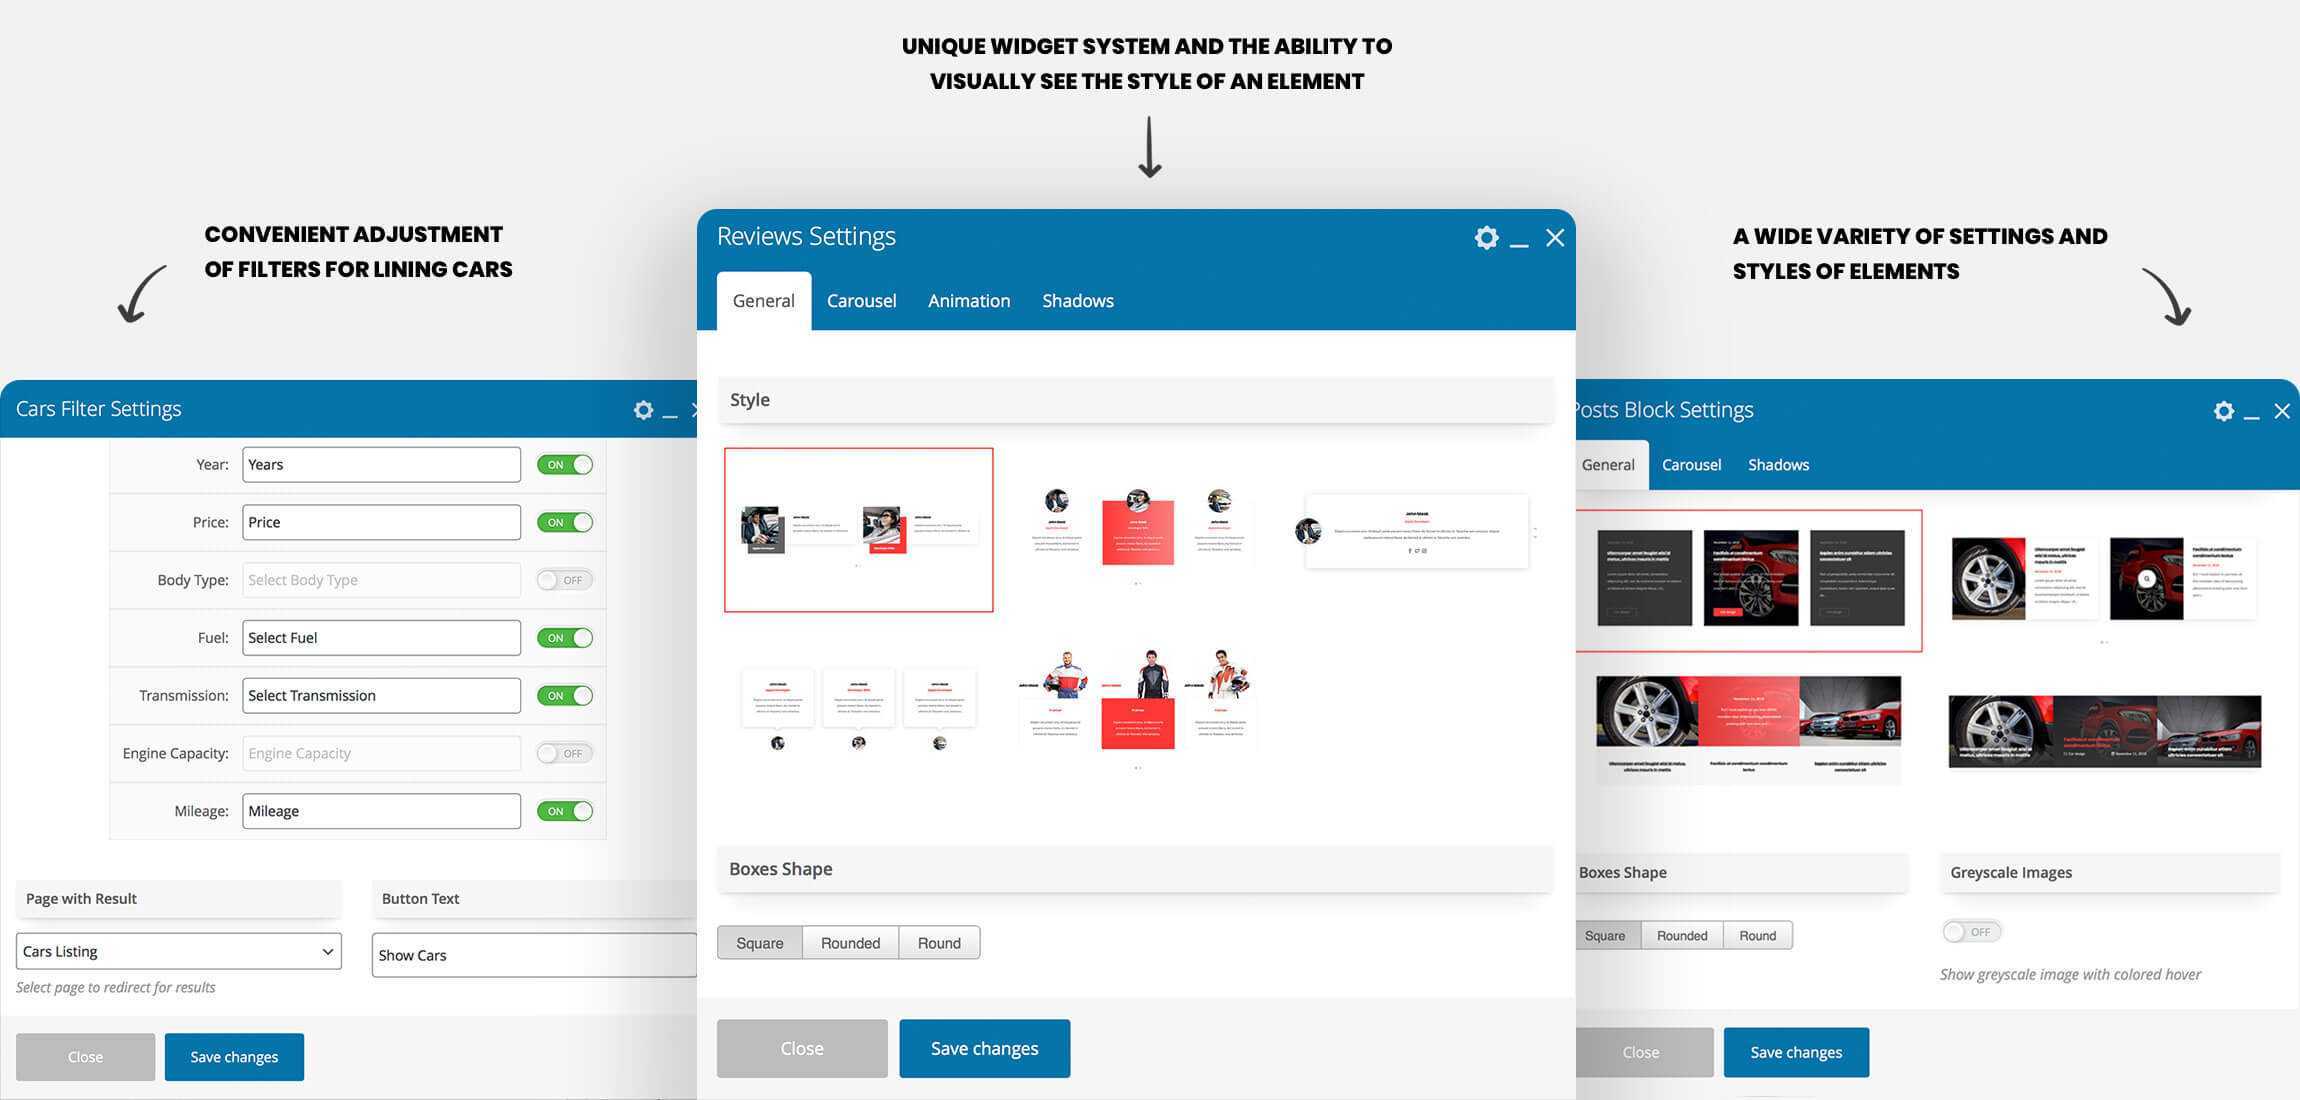 UNIQUE WIDGET SYSTEM AND THE ABILITY TO
VISUALLY SEE THE STYLE OF AN ELEMENT
CONVENIENT ADJUSTMENT
OF FILTERS FOR LINING CARS
A WIDE VARIETY OF SETTINGS AND
STYLES OF ELEMENTS
Cars Filter Settings
Year: Years ON
Price: Price ON
Body Type: Select Body Type OFF
Fuel: Select Fuel ON
Transmission: Select Transmission ON
Engine Capacity: Engine Capacity OFF
Mileage: Mileage ON
Page with Result
Button Text
Cars Listing
Show Cars
Select page to redirect for results
Close
Save changes
Reviews Settings
General Carousel Animation Shadows
Style
Boxes Shape
Square Rounded Round
Close
Save changes
Posts Block Settings
General Carousel Shadows
Boxes Shape
Greyscale Images
Square Rounded Round
OFF
Show greyscale image with colored hover
Close
Save changes